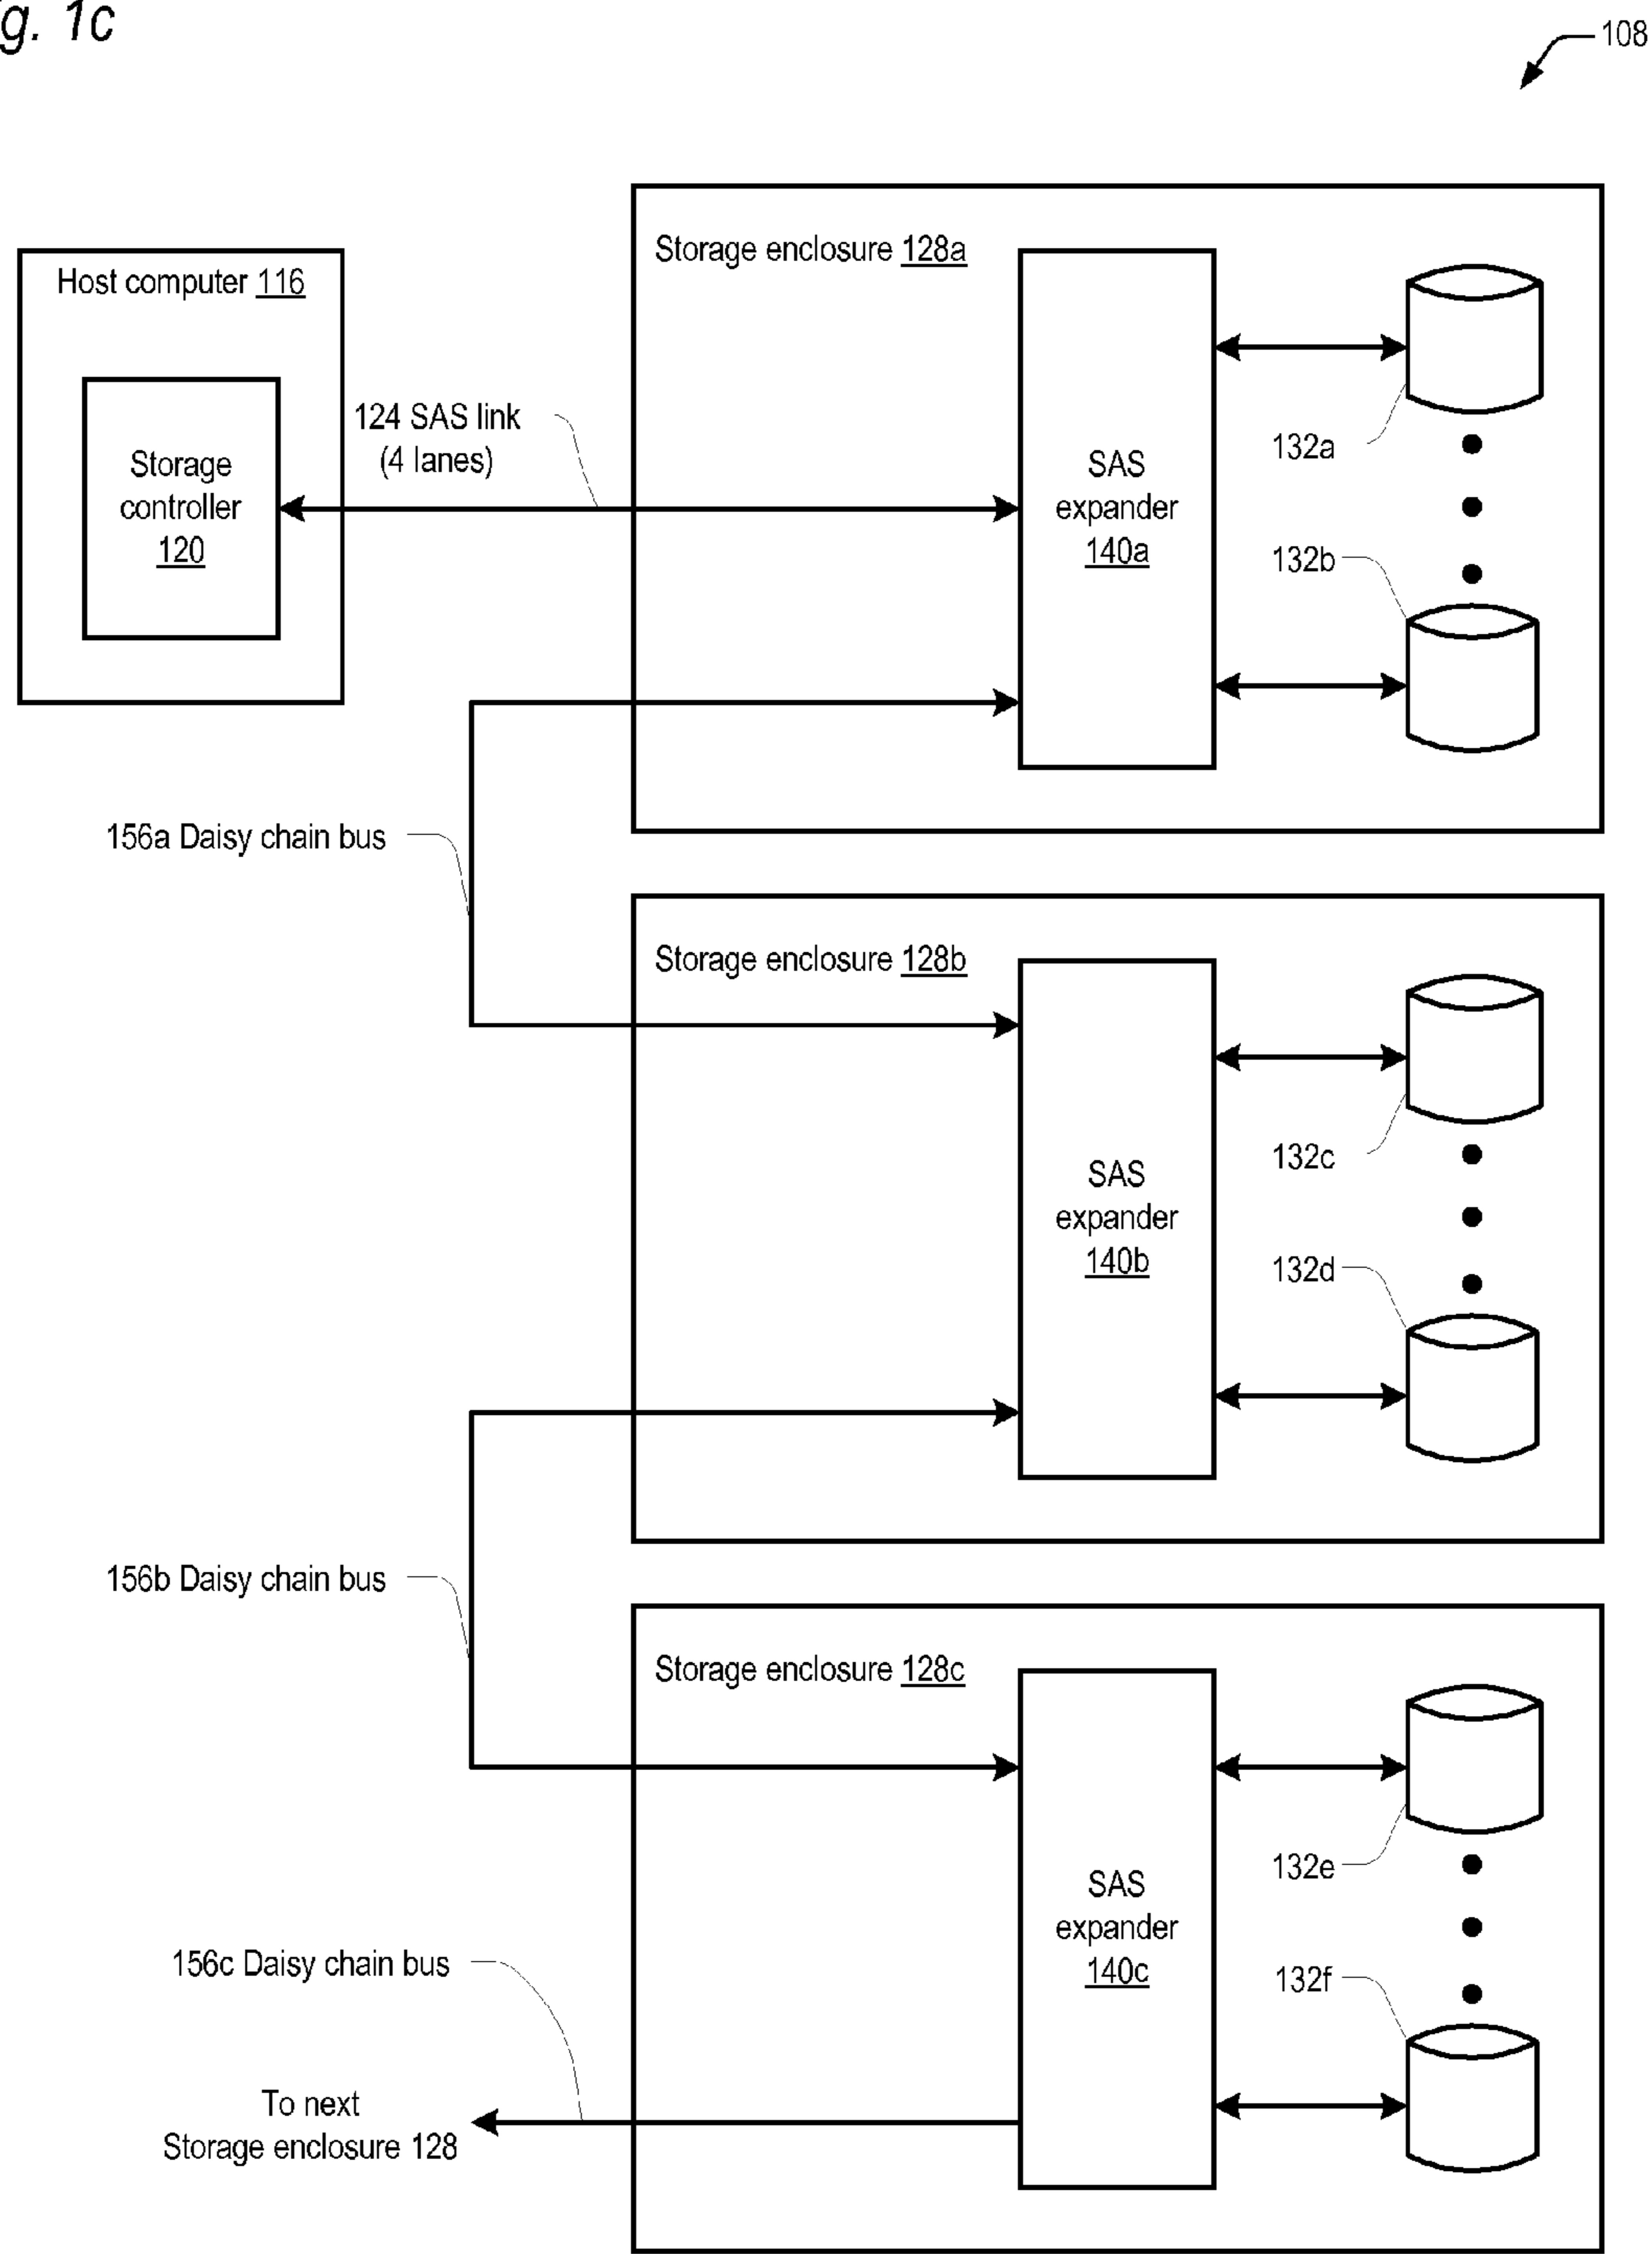 g. 1c
108
Storage enclosure 128a
Host computer 116
124 SAS link
(4 lanes)
Storage
controller
120
SAS
expander
140a
132a
132b
156a Daisy chain bus
Storage enclosure 128b
SAS
expander
140b
132c
132d
156b Daisy chain bus
Storage enclosure 128c
SAS
expander
140c
132e
132f
156c Daisy chain bus
To next
Storage enclosure 128